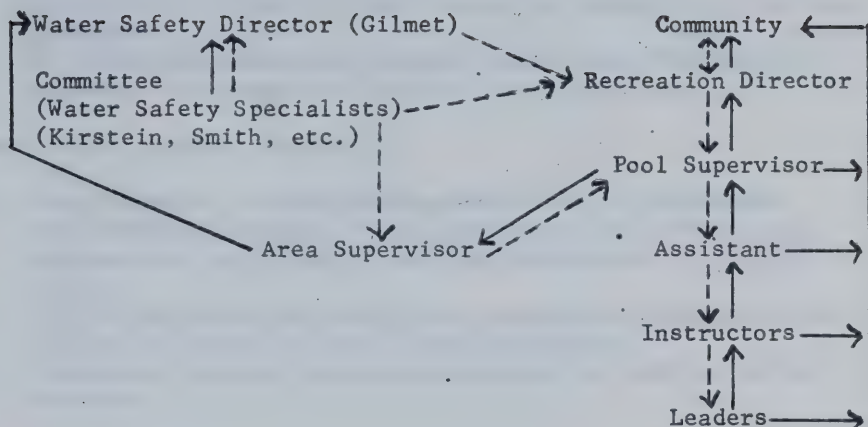 Water Safety Director (Gilmet)
Community
Committee
(Water Safety Specialists)
(Kirstein, Smith, etc.)
Recreation Director
Pool Supervisor
Area Supervisor
Assistant
Instructors
Leaders